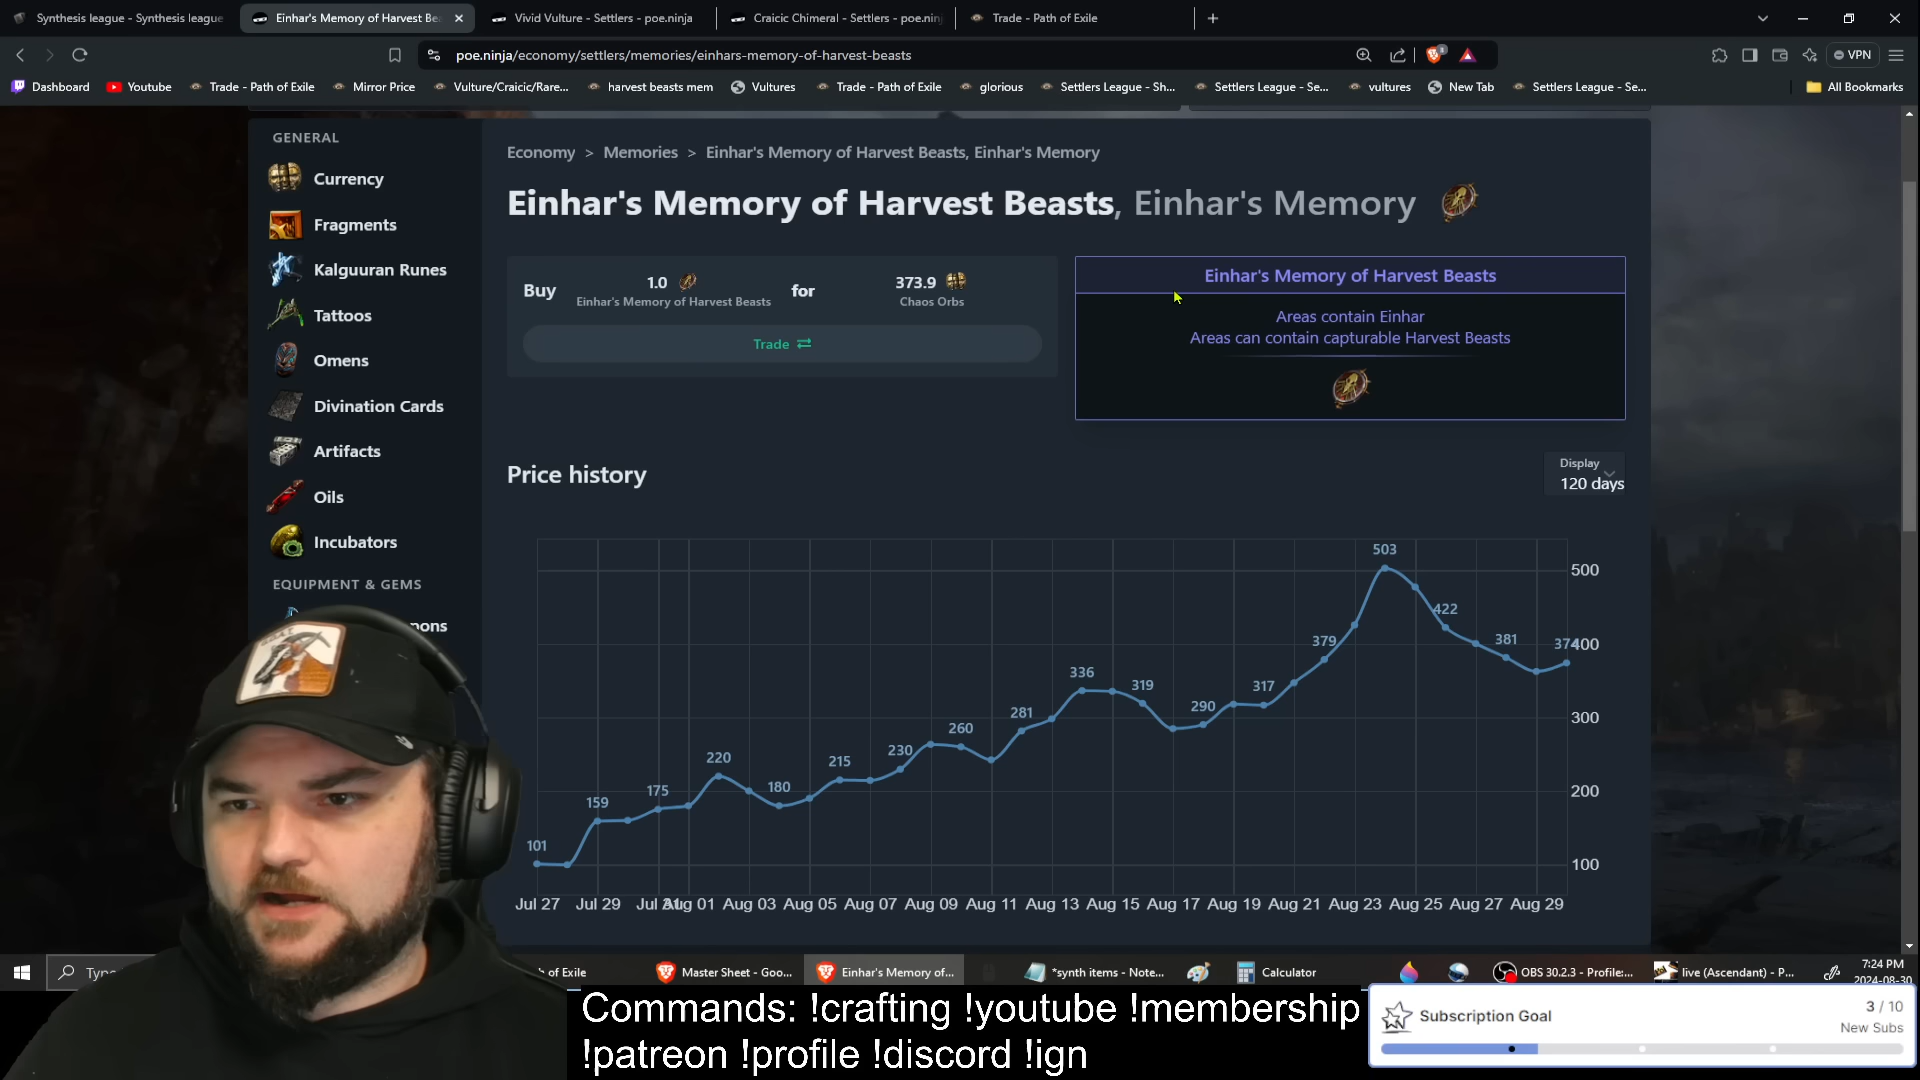 Synthesis league - Synthesis league
Einhar's Memory of Harvest Be
Vivid Vulture - Settlers - poe.ninja
Craicic Chimeral - Settlers - poe.nin
Trade - Path of Exile
poe.ninja/economy/settlers/memories/einhars-memory-of-harvest-beasts
VPN
Dashboard
Youtube
Trade - Path of Exile
Mirror Price
Vulture/Craicic/Rare...
harvest beasts mem
Vultures
Trade - Path of Exile
glorious
Settlers League - Sh...
Settlers League - Se...
vultures
New Tab
Settlers League - Se...
All Bookmarks
GENERAL
Currency
Fragments
Kalguuran Runes
Tattoos
Omens
Divination Cards
Artifacts
Oils
Incubators
EQUIPMENT & GEMS
pons
Economy > Memories > Einhar's Memory of Harvest Beasts, Einhar's Memory
Einhar's Memory of Harvest Beasts, Einhar's Memory
Buy 1.0 for 373.9
Einhar's Memory of Harvest Beasts Chaos Orbs
Trade
Einhar's Memory of Harvest Beasts
Areas contain Einhar
Areas can contain capturable Harvest Beasts
Price history
Display
120 days
503
500
422
379 381 374 400
336
319 317
290 300
281
260
230
220 215
180 200
175
159
101 100
Jul 27 Jul 29 Jul 31 Aug 01 Aug 03 Aug 05 Aug 07 Aug 09 Aug 11 Aug 13 Aug 15 Aug 17 Aug 19 Aug 21 Aug 23 Aug 25 Aug 27 Aug 29
Type
h of Exile
Master Sheet - Goo...
Einhar's Memory of...
*synth items - Note...
Calculator
OBS 30.2.3 - Profile:...
live (Ascendant) - P...
7:24 PM
2024-08-30
Commands: !crafting !youtube !membership
!patreon !profile !discord !ign
Subscription Goal
3 / 10
New Subs